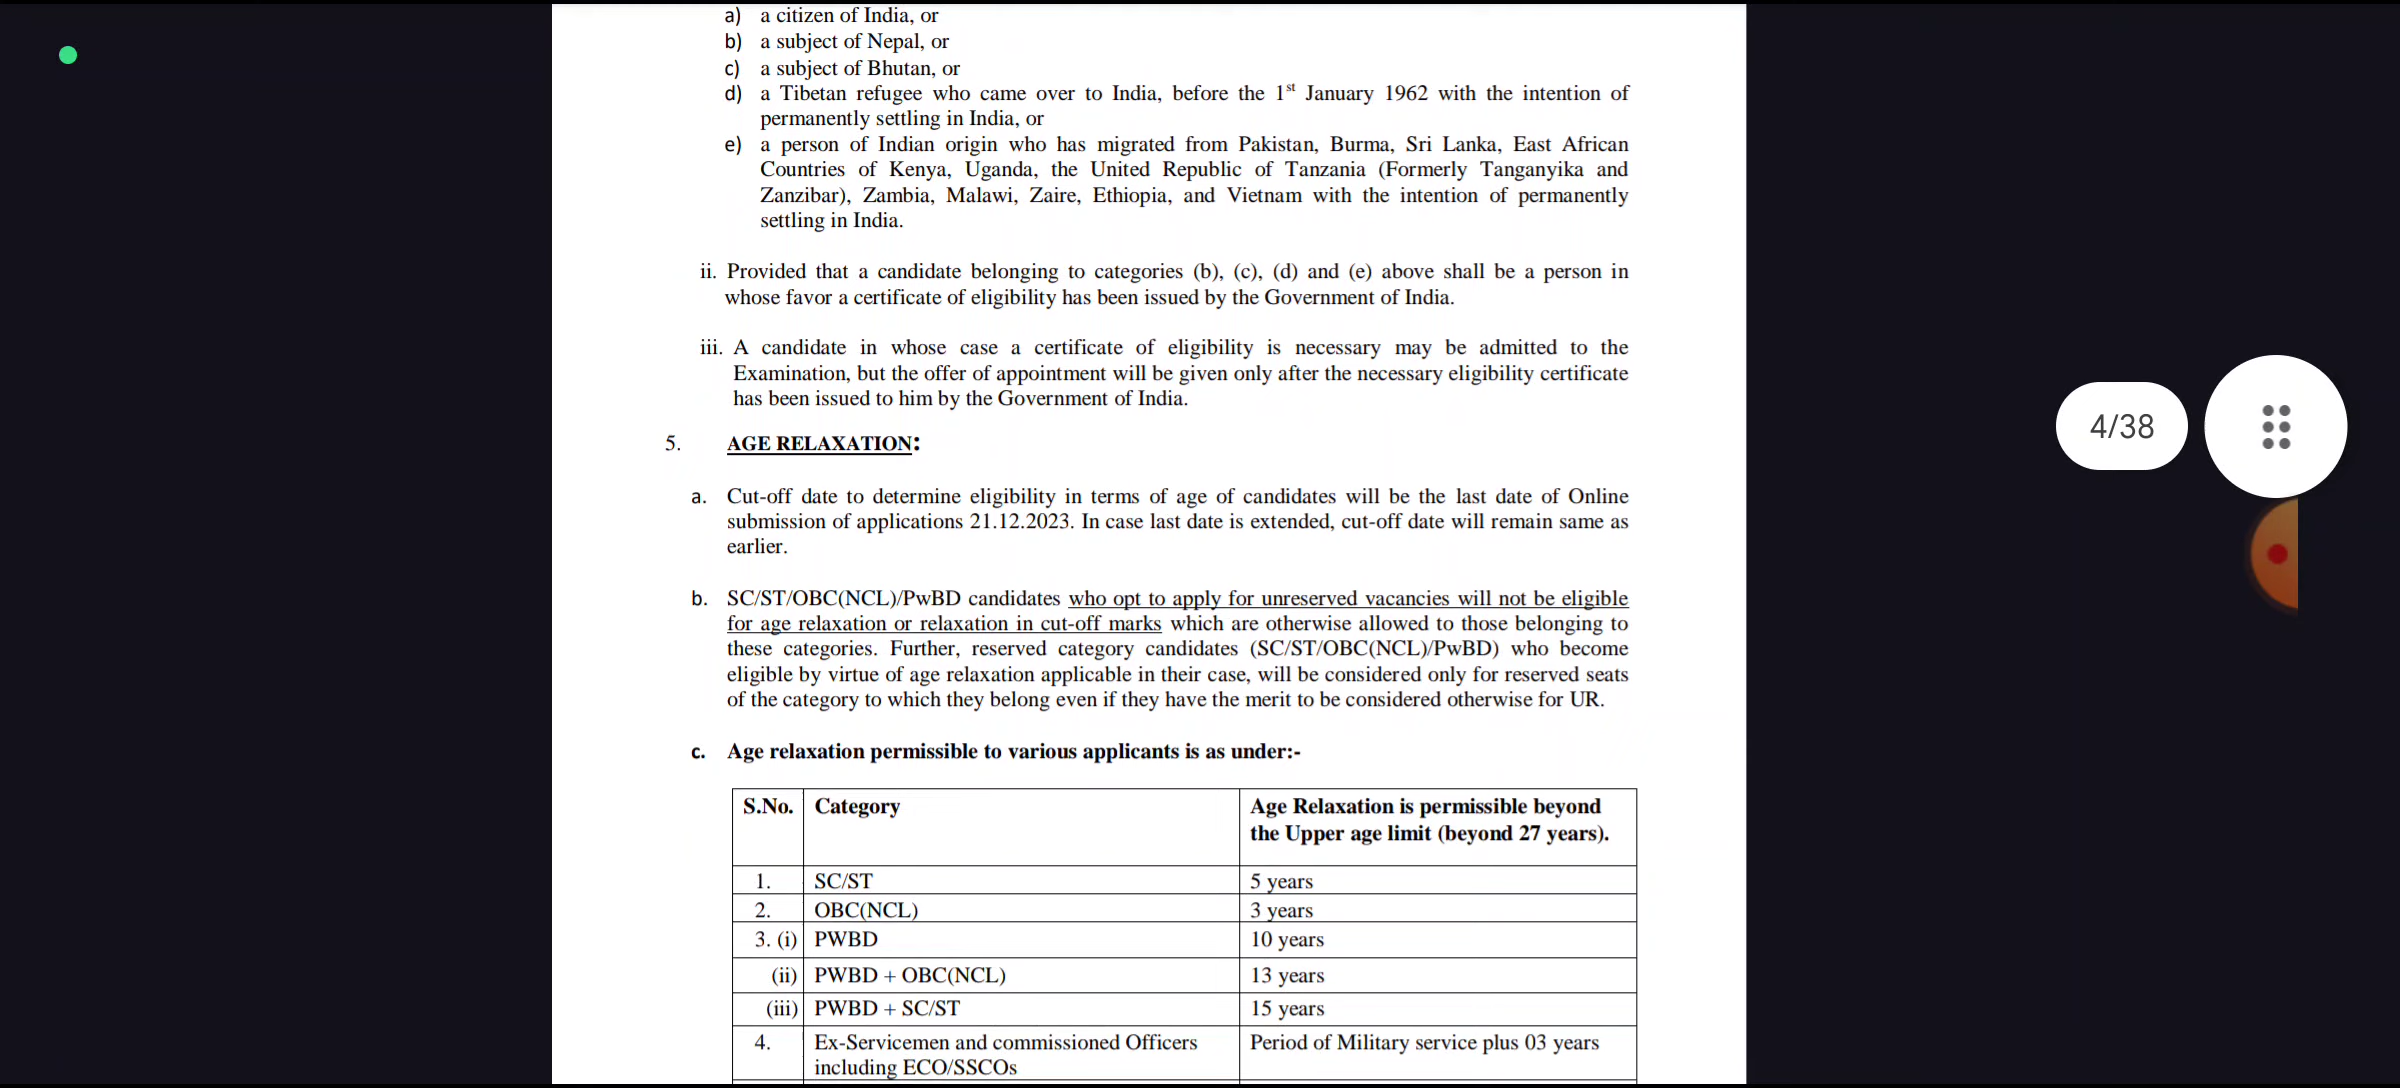 a) a citizen of India, or
b) a subject of Nepal, or
c) a subject of Bhutan, or
d) a Tibetan refugee who came over to India, before the 1st January 1962 with the intention of
permanently settling in India, or
e) a person of Indian origin who has migrated from Pakistan, Burma, Sri Lanka, East African
Countries of Kenya, Uganda, the United Republic of Tanzania (Formerly Tanganyika and
Zanzibar), Zambia, Malawi, Zaire, Ethiopia, and Vietnam with the intention of permanently
settling in India.
ii. Provided that a candidate belonging to categories (b), (c), (d) and (e) above shall be a person in
whose favor a certificate of eligibility has been issued by the Government of India.
iii. A candidate in whose case a certificate of eligibility is necessary may be admitted to the
Examination, but the offer of appointment will be given only after the necessary eligibility certificate
has been issued to him by the Government of India.
5. AGE RELAXATION:
a. Cut-off date to determine eligibility in terms of age of candidates will be the last date of Online
submission of applications 21.12.2023. In case last date is extended, cut-off date will remain same as
earlier.
b. SC/ST/OBC(NCL)/PwBD candidates who opt to apply for unreserved vacancies will not be eligible
for age relaxation or relaxation in cut-off marks which are otherwise allowed to those belonging to
these categories. Further, reserved category candidates (SC/ST/OBC(NCL)/PwBD) who become
eligible by virtue of age relaxation applicable in their case, will be considered only for reserved seats
of the category to which they belong even if they have the merit to be considered otherwise for UR.
c. Age relaxation permissible to various applicants is as under:-
S.No. Category Age Relaxation is permissible beyond
the Upper age limit (beyond 27 years).
1. SC/ST 5 years
2. OBC(NCL) 3 years
3. (i) PWBD 10 years
(ii) PWBD + OBC(NCL) 13 years
(iii) PWBD + SC/ST 15 years
4. Ex-Servicemen and commissioned Officers Period of Military service plus 03 years
including ECO/SSCOs
4/38